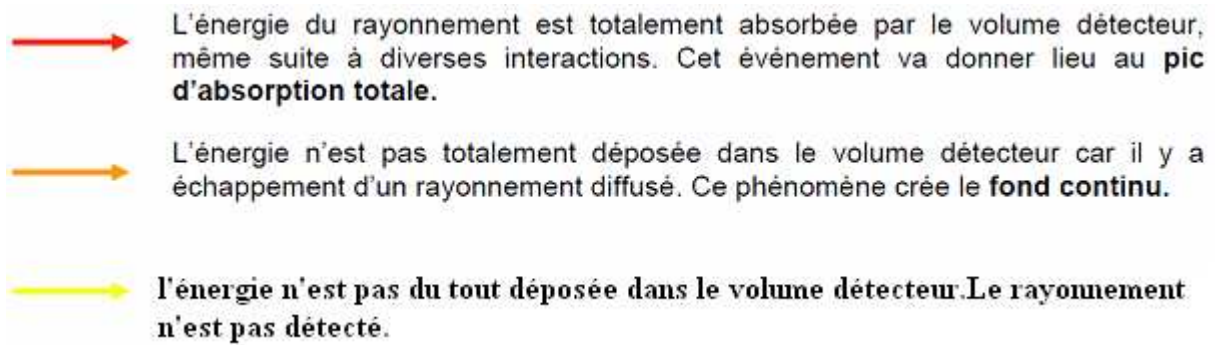 L'énergie du rayonnement est totalement absorbée par le volume détecteur,
même suite à diverses interactions. Cet événement va donner lieu au pic
d'absorption totale.
L'énergie n'est pas totalement déposée dans le volume détecteur car il y a
échappement d'un rayonnement diffusé. Ce phénomène crée le fond continu.
l'énergie n'est pas du tout déposée dans le volume détecteur.Le rayonnement
n'est pas détecté.